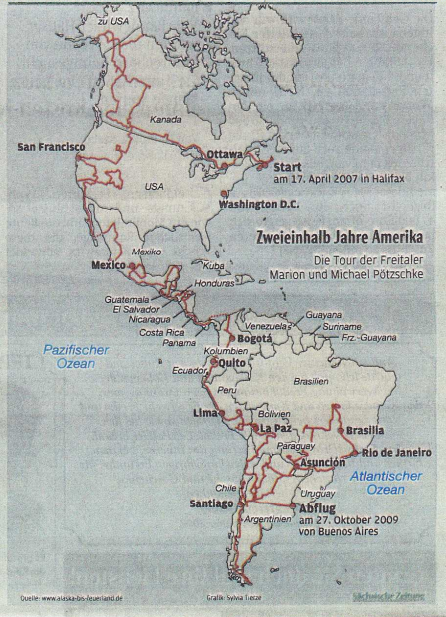 zu USA
Kanada
San Francisco
Ottawa
Start
am 17. April 2007 in Halifax
USA
Washington D.C.
Zweieinhalb Jahre Amerika
Die Tour der Freitaler
Marion und Michael Pötzschke
Mexiko
Mexico
Kuba
Honduras
Guatemala
El Salvador
Nicaragua
Costa Rica
Panama
Guayana
Suriname
Frz.-Guayana
Venezuela
Bogotá
Kolumbien
Pazifischer
Ozean
Quito
Ecuador
Peru
Brasilien
Lima
Bolivien
La Paz
Brasilia
Paraguay
Rio de Janeiro
Asunción
Atlantischer
Ozean
Chile
Uruguay
Santiago
Abflug
Argentinien
am 27. Oktober 2009
von Buenos Aires
Quelle: www.alaska-bis-feuerland.de
Grafik: Sylvia Tietze
Sächsische Zeitung